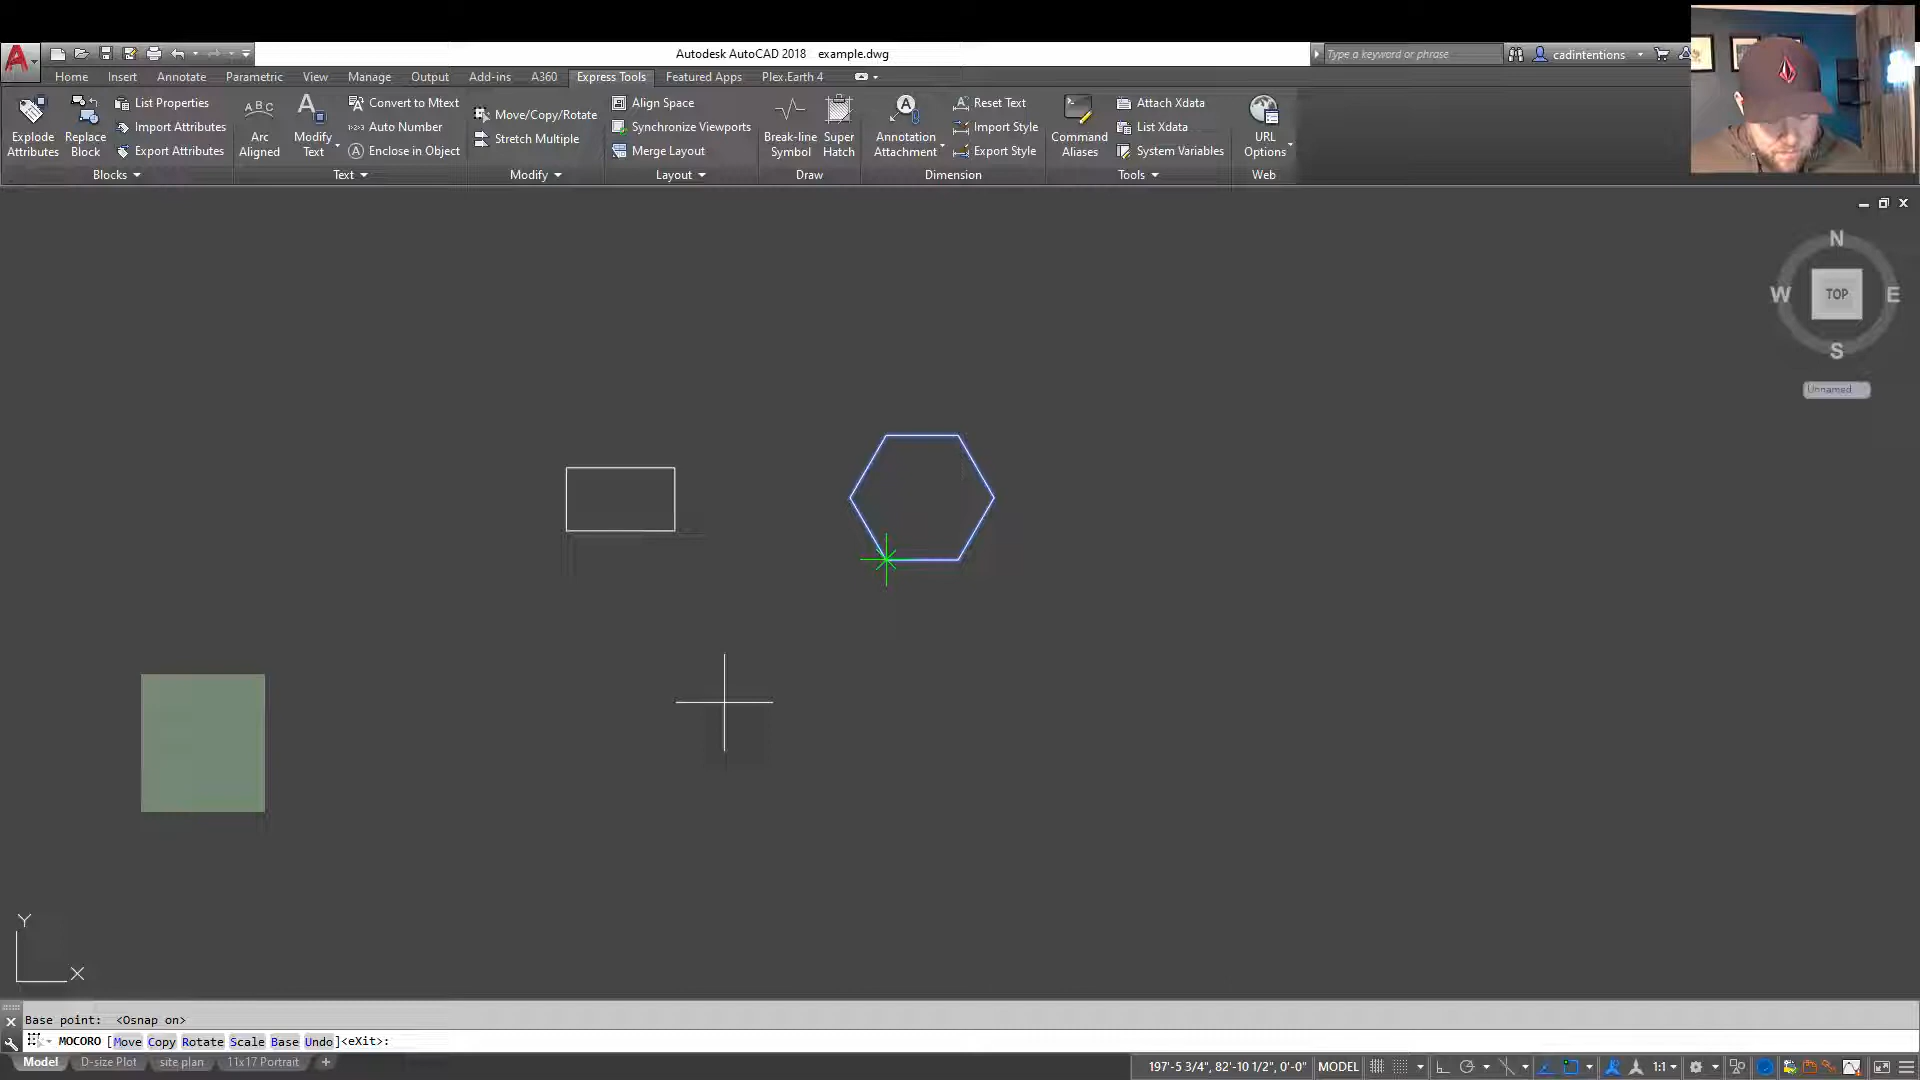 Autodesk AutoCAD 2018 example.dwg
Type a keyword or phrase
cadintentions
Home Insert Annotate Parametric View Manage Output Add-ins A360 Express Tools Featured Apps Plex.Earth 4
Explode Attributes
Replace Block
List Properties
Import Attributes
Export Attributes
Blocks
ABC
Arc Aligned
Modify Text
Convert to Mtext
Auto Number
Enclose in Object
Text
Move/Copy/Rotate
Stretch Multiple
Modify
Align Space
Synchronize Viewports
Merge Layout
Layout
Break-line Symbol
Super Hatch
Draw
Annotation Attachment
Reset Text
Import Style
Export Style
Dimension
Command Aliases
Attach Xdata
List Xdata
System Variables
Tools
URL Options
Web
N
W TOP E
S
Unnamed
Y
X
Base point: <Osnap on>
MOCORO [Move Copy Rotate Scale Base Undo]<eXit>:
Model D-size Plot site plan 11x17 Portrait +
197'-5 3/4", 82'-10 1/2", 0'-0" MODEL 1:1